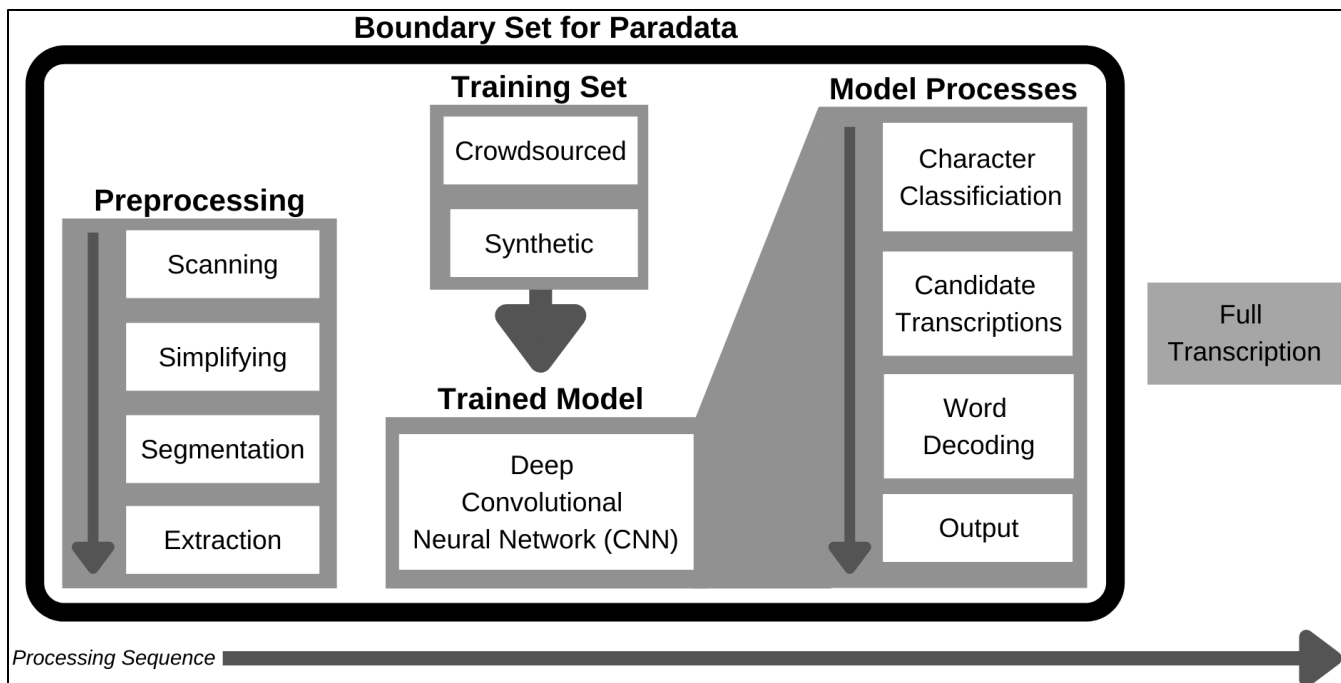 Boundary Set for Paradata
Preprocessing
Scanning
Simplifying
Segmentation
Extraction
Training Set
Crowdsourced
Synthetic
Trained Model
Deep
Convolutional
Neural Network (CNN)
Model Processes
Character
Classificiation
Candidate
Transcriptions
Word
Decoding
Output
Full
Transcription
Processing Sequence